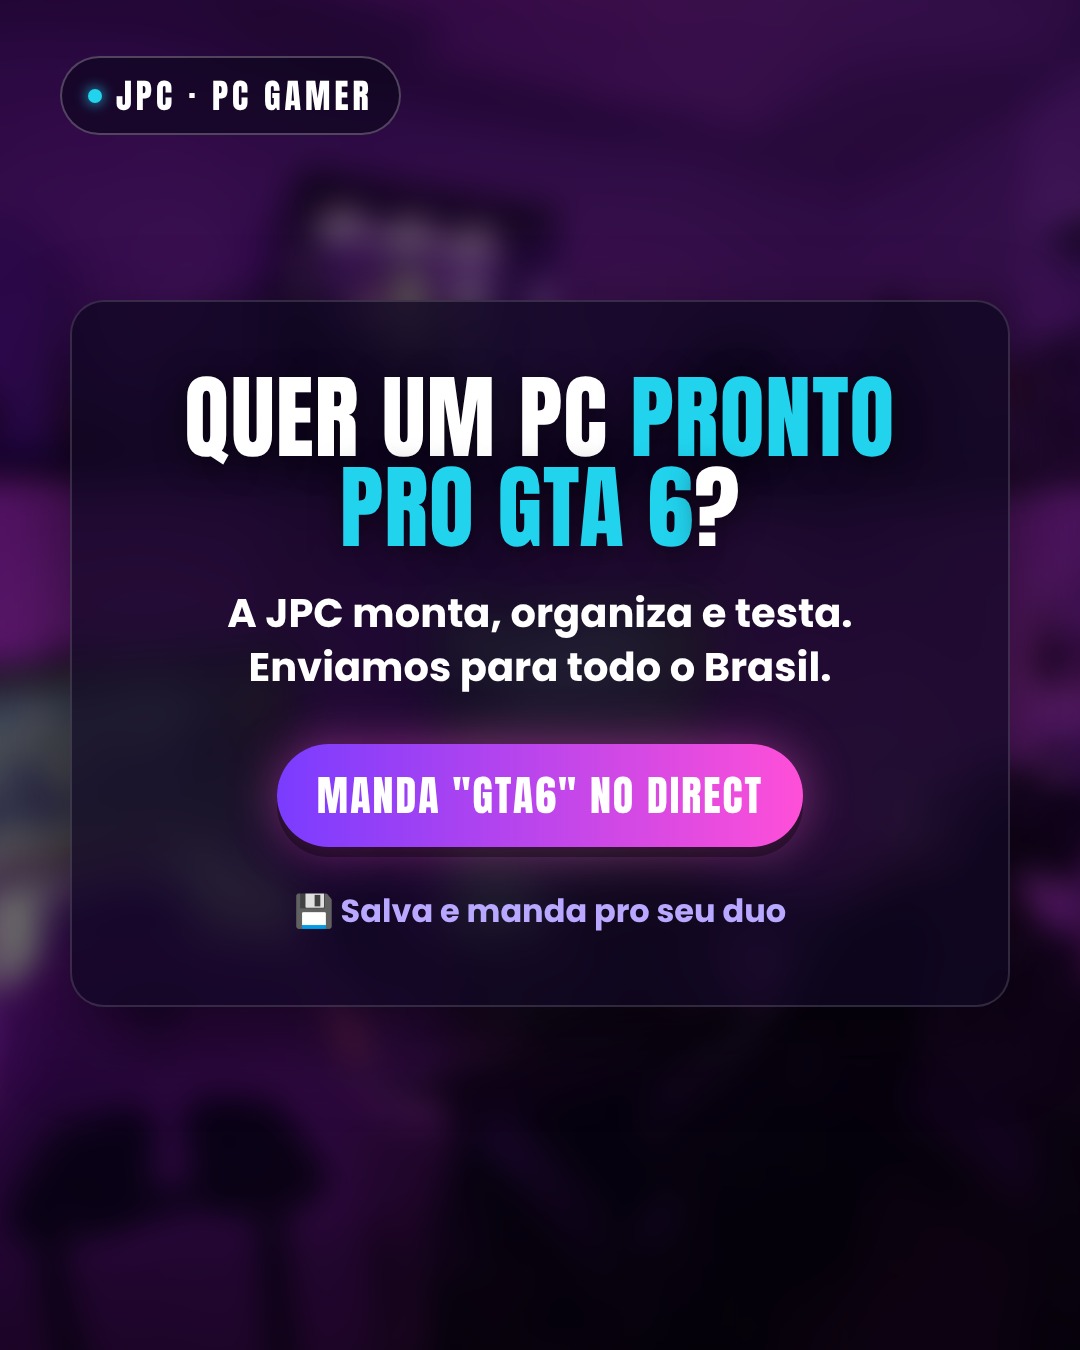 JPC · PC GAMER
QUER UM PC PRONTO
PRO GTA 6?
A JPC monta, organiza e testa.
Enviamos para todo o Brasil.
MANDA "GTA6" NO DIRECT
💾 Salva e manda pro seu duo